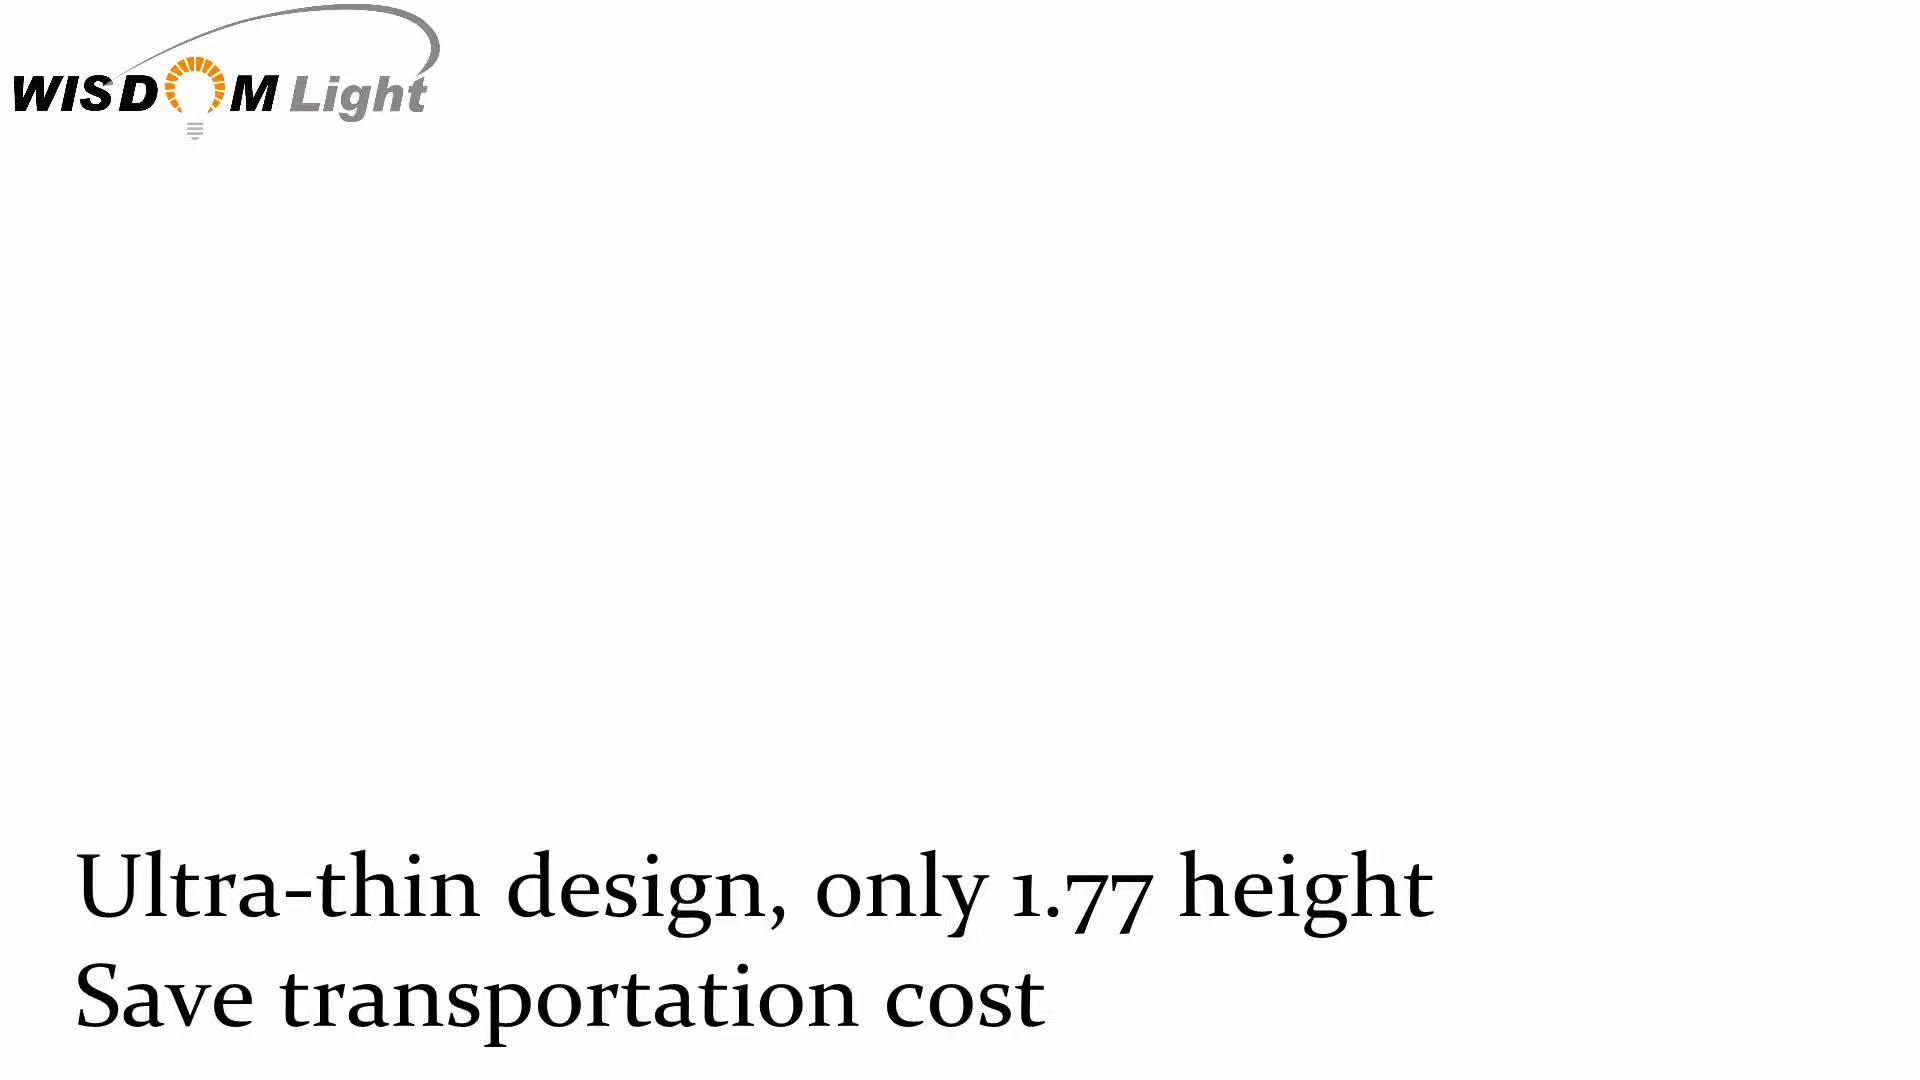 WISDOM Light
Ultra-thin design, only 1.77 height
Save transportation cost